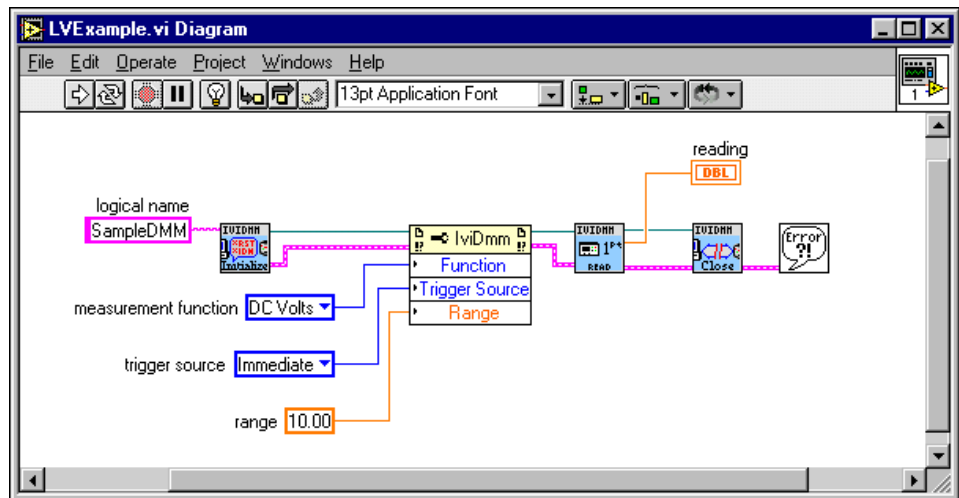 LVExample.vi Diagram
File Edit Operate Project Windows Help
13pt Application Font
1
reading
DBL
logical name
SampleDMM
IVIDMM
Initialize
IviDmm
Function
Trigger Source
Range
IVIDMM
1Pt
READ
IVIDMM
Close
Error
?!
measurement function DC Volts
trigger source Immediate
range 10.00